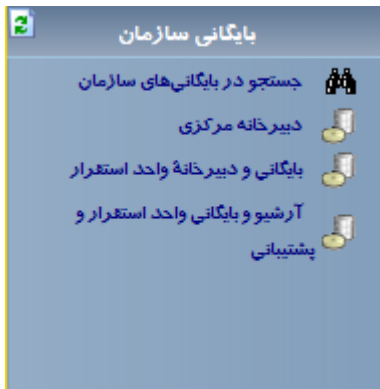 بایگانی سازمان
جستجو در بایگانی‌های سازمان
دبیرخانه مرکزی
بایگانی و دبیرخانهٔ واحد استقرار
آرشیو و بایگانی واحد استقرار و
پشتیبانی